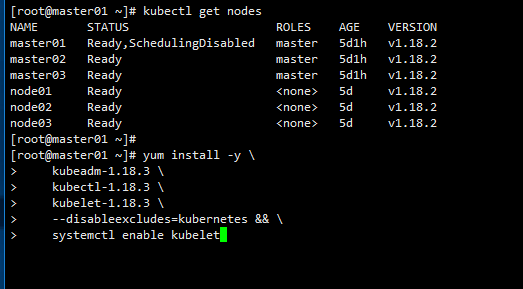 [root@master01 ~]# kubectl get nodes
NAME       STATUS                     ROLES    AGE    VERSION
master01   Ready,SchedulingDisabled   master   5d1h   v1.18.2
master02   Ready                      master   5d1h   v1.18.2
master03   Ready                      master   5d1h   v1.18.2
node01     Ready                      <none>   5d     v1.18.2
node02     Ready                      <none>   5d     v1.18.2
node03     Ready                      <none>   5d     v1.18.2
[root@master01 ~]#
[root@master01 ~]# yum install -y \
>     kubeadm-1.18.3 \
>     kubectl-1.18.3 \
>     kubelet-1.18.3 \
>     --disableexcludes=kubernetes && \
>     systemctl enable kubelet